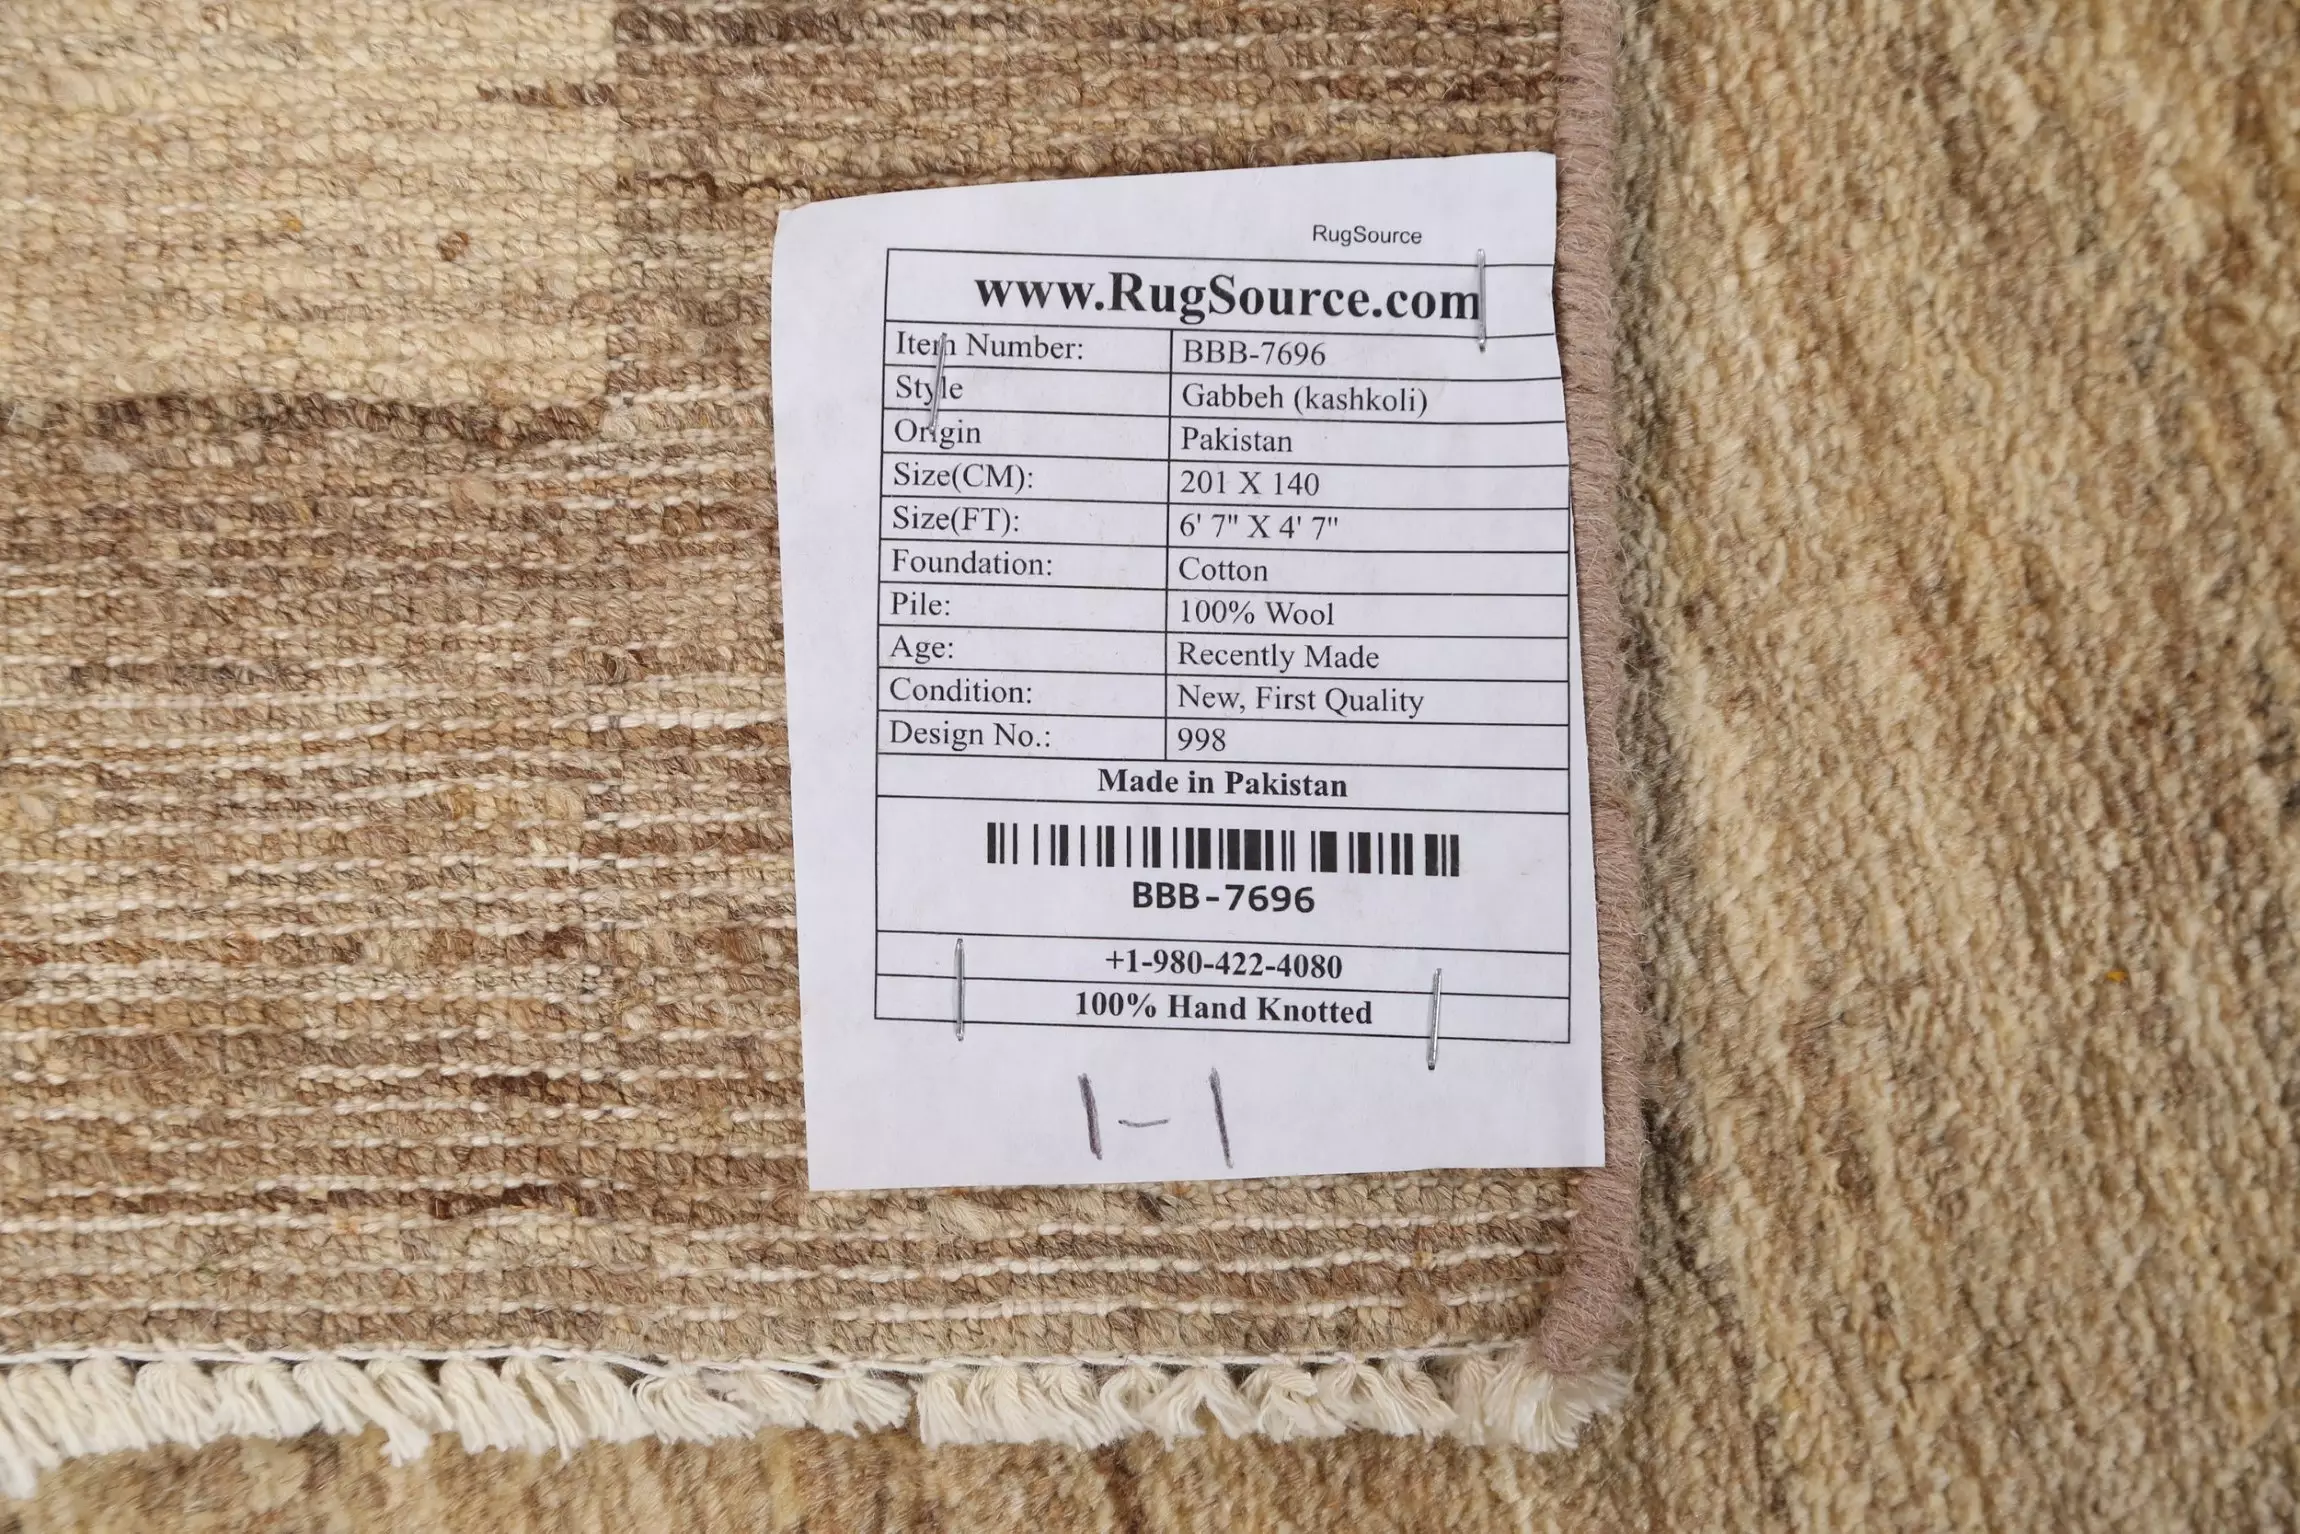 RugSource
www.RugSource.com
Item Number: BBB-7696
Style Gabbeh (kashkoli)
Origin Pakistan
Size(CM): 201 X 140
Size(FT): 6' 7" X 4' 7"
Foundation: Cotton
Pile: 100% Wool
Age: Recently Made
Condition: New, First Quality
Design No.: 998
Made in Pakistan
BBB-7696
+1-980-422-4080
100% Hand Knotted
1-1